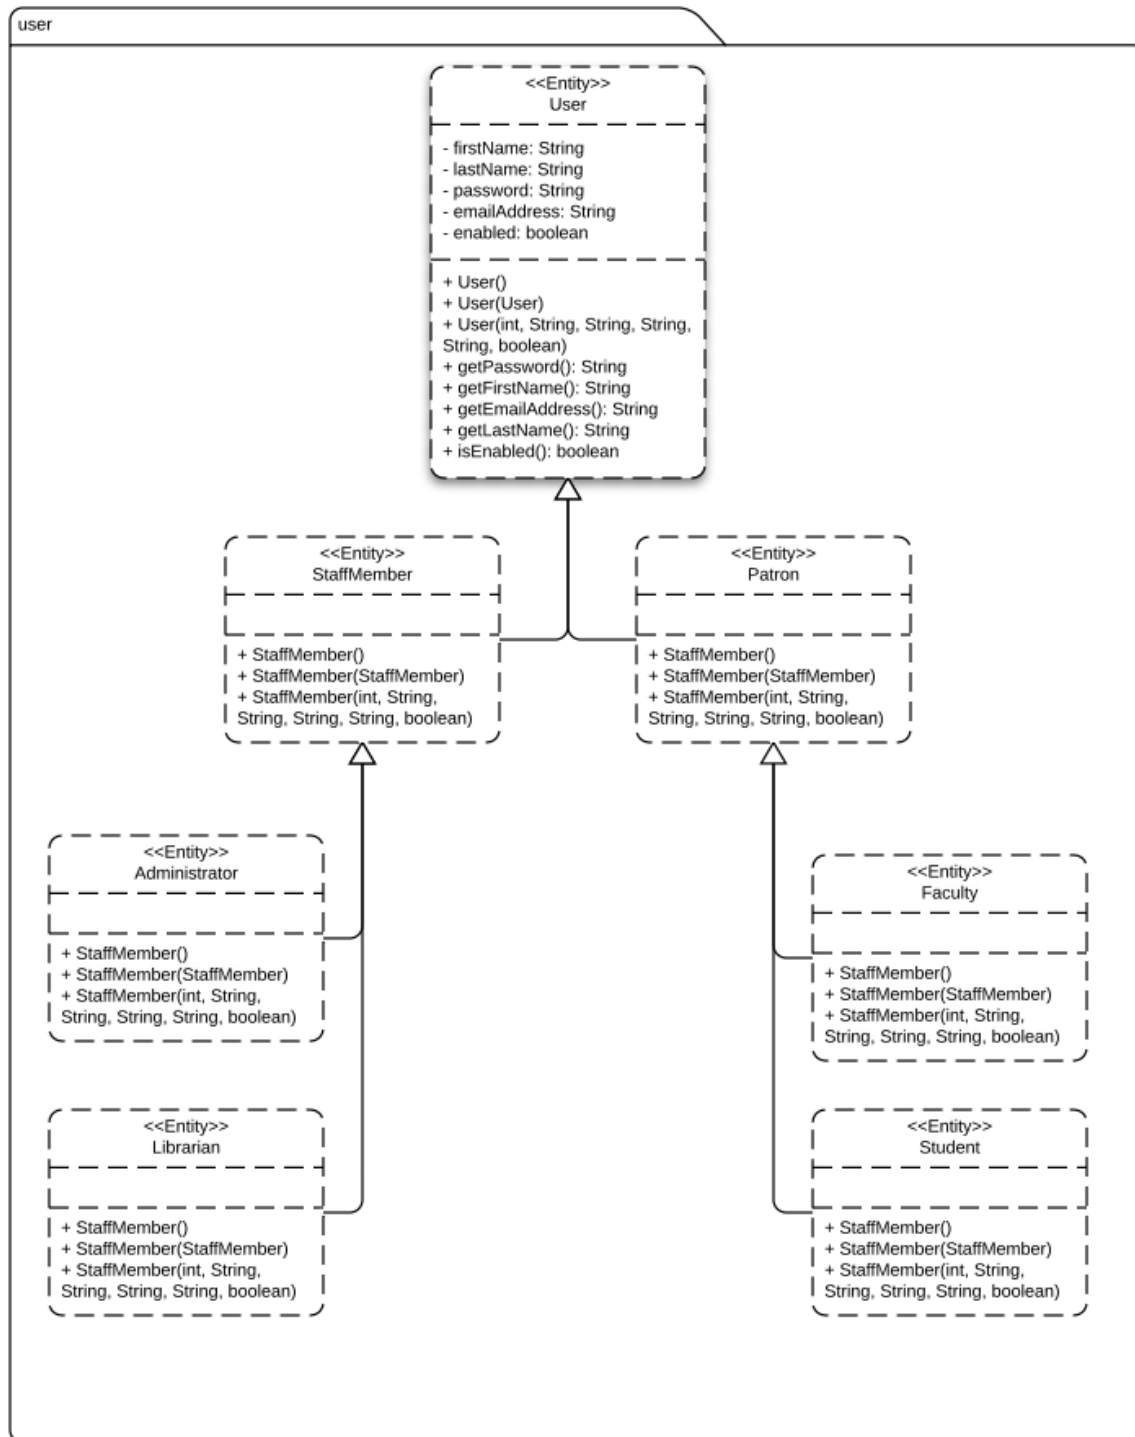 user
<<Entity>>
User
- firstName: String
- lastName: String
- password: String
- emailAddress: String
- enabled: boolean
+ User()
+ User(User)
+ User(int, String, String, String,
String, boolean)
+ getPassword(): String
+ getFirstName(): String
+ getEmailAddress(): String
+ getLastName(): String
+ isEnabled(): boolean
<<Entity>>
StaffMember
+ StaffMember()
+ StaffMember(StaffMember)
+ StaffMember(int, String,
String, String, String, boolean)
<<Entity>>
Patron
+ StaffMember()
+ StaffMember(StaffMember)
+ StaffMember(int, String,
String, String, String, boolean)
<<Entity>>
Administrator
+ StaffMember()
+ StaffMember(StaffMember)
+ StaffMember(int, String,
String, String, String, boolean)
<<Entity>>
Faculty
+ StaffMember()
+ StaffMember(StaffMember)
+ StaffMember(int, String,
String, String, String, boolean)
<<Entity>>
Librarian
+ StaffMember()
+ StaffMember(StaffMember)
+ StaffMember(int, String,
String, String, String, boolean)
<<Entity>>
Student
+ StaffMember()
+ StaffMember(StaffMember)
+ StaffMember(int, String,
String, String, String, boolean)